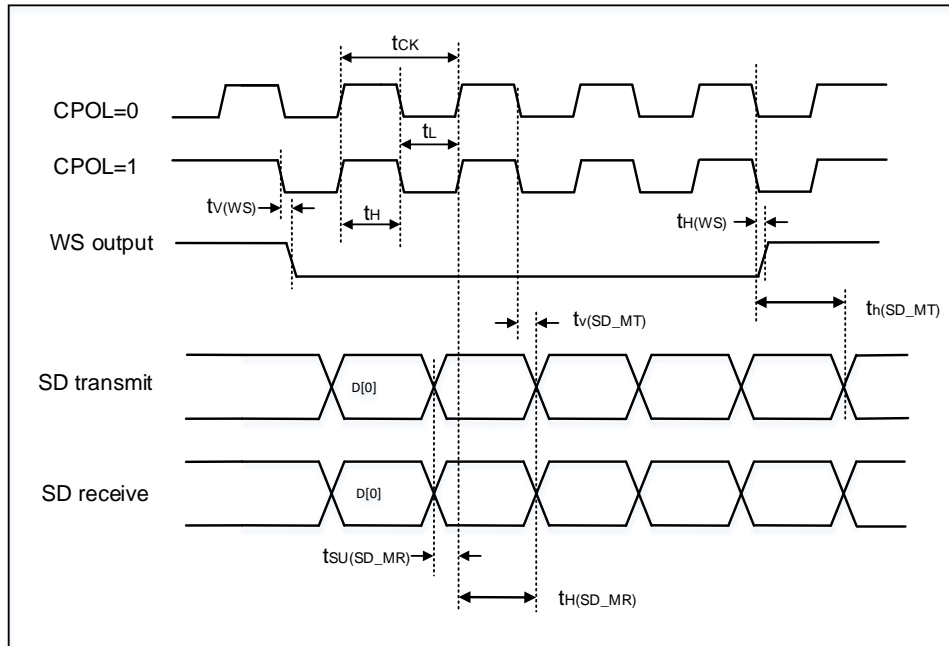 tCK
CPOL=0
tL
CPOL=1
tV(WS)
tH
tH(WS)
WS output
th(SD_MT)
tv(SD_MT)
SD transmit
D[0]
SD receive
D[0]
tSU(SD_MR)
tH(SD_MR)